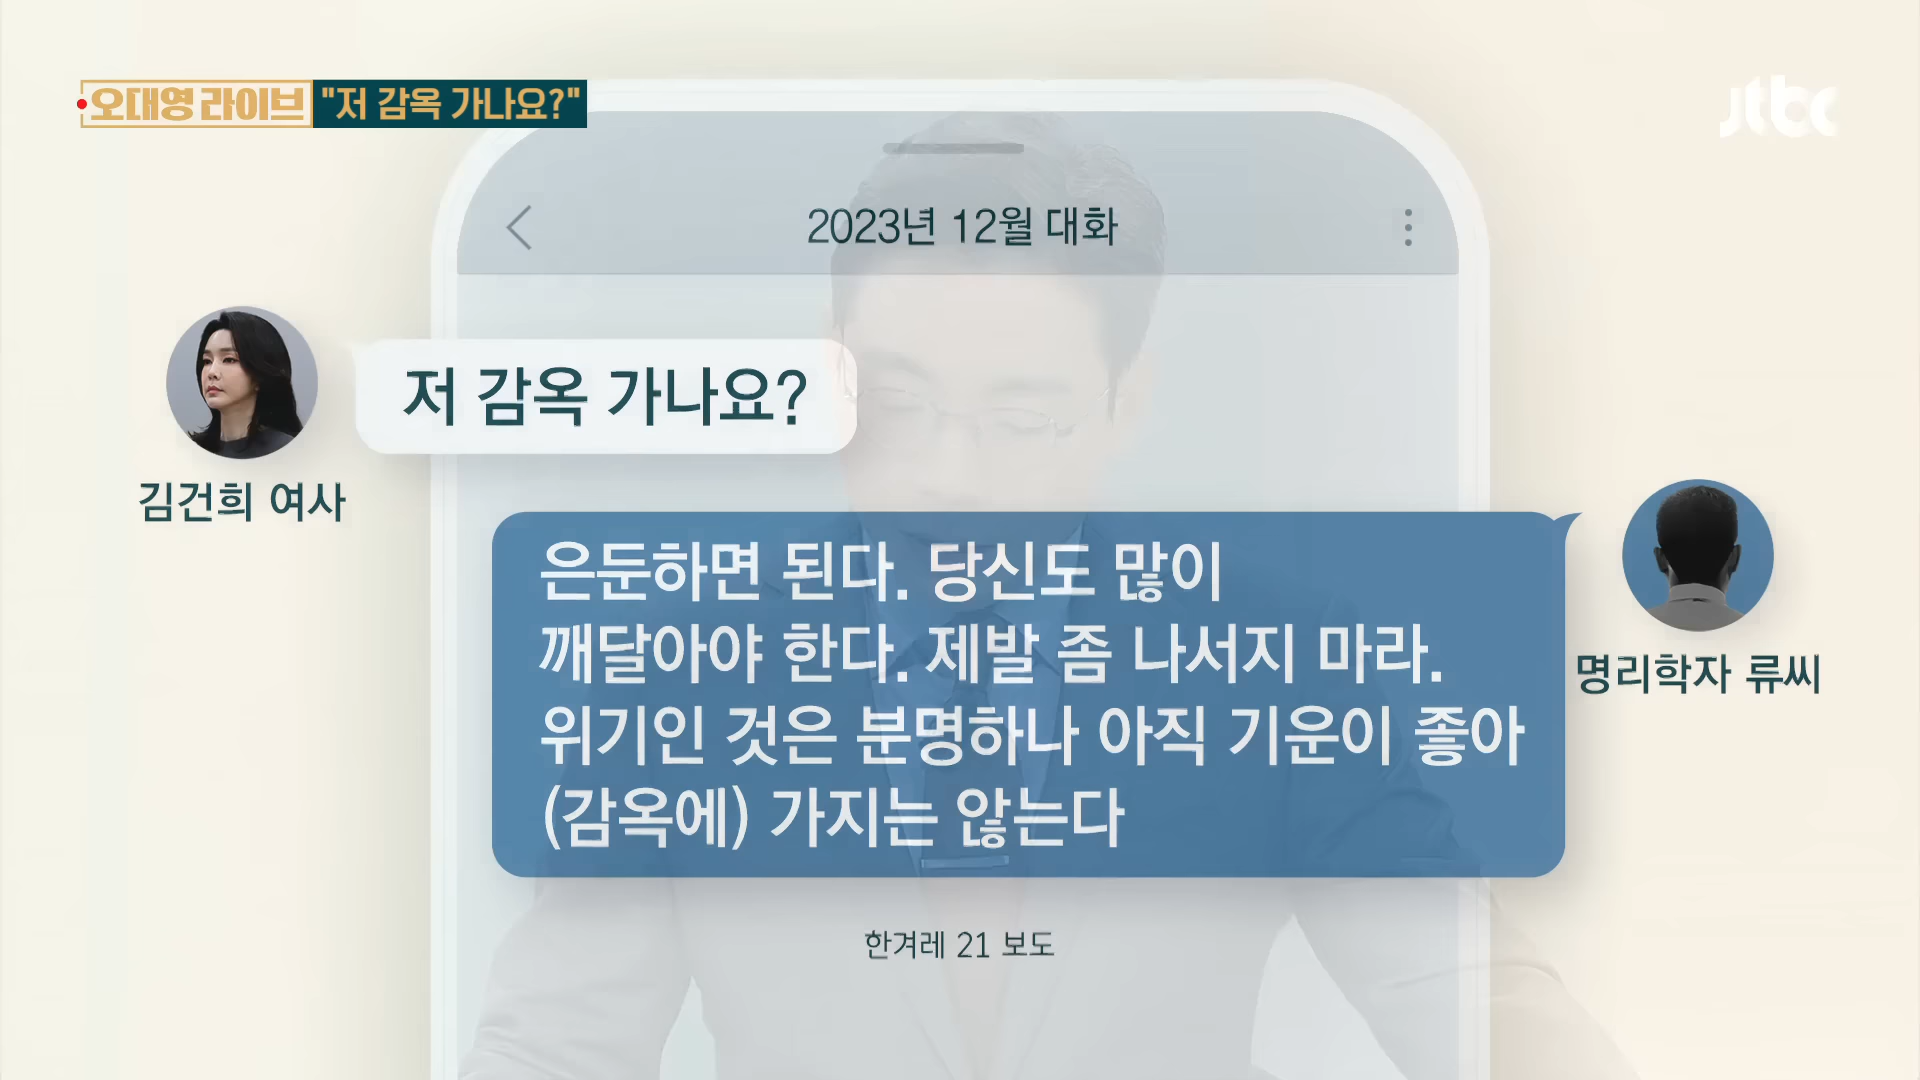 오대영 라이브 "저 감옥 가나요?"
jtbc
2023년 12월 대화
저 감옥 가나요?
김건희 여사
은둔하면 된다. 당신도 많이
깨달아야 한다. 제발 좀 나서지 마라.
위기인 것은 분명하나 아직 기운이 좋아
(감옥에) 가지는 않는다
명리학자 류씨
한겨레 21 보도